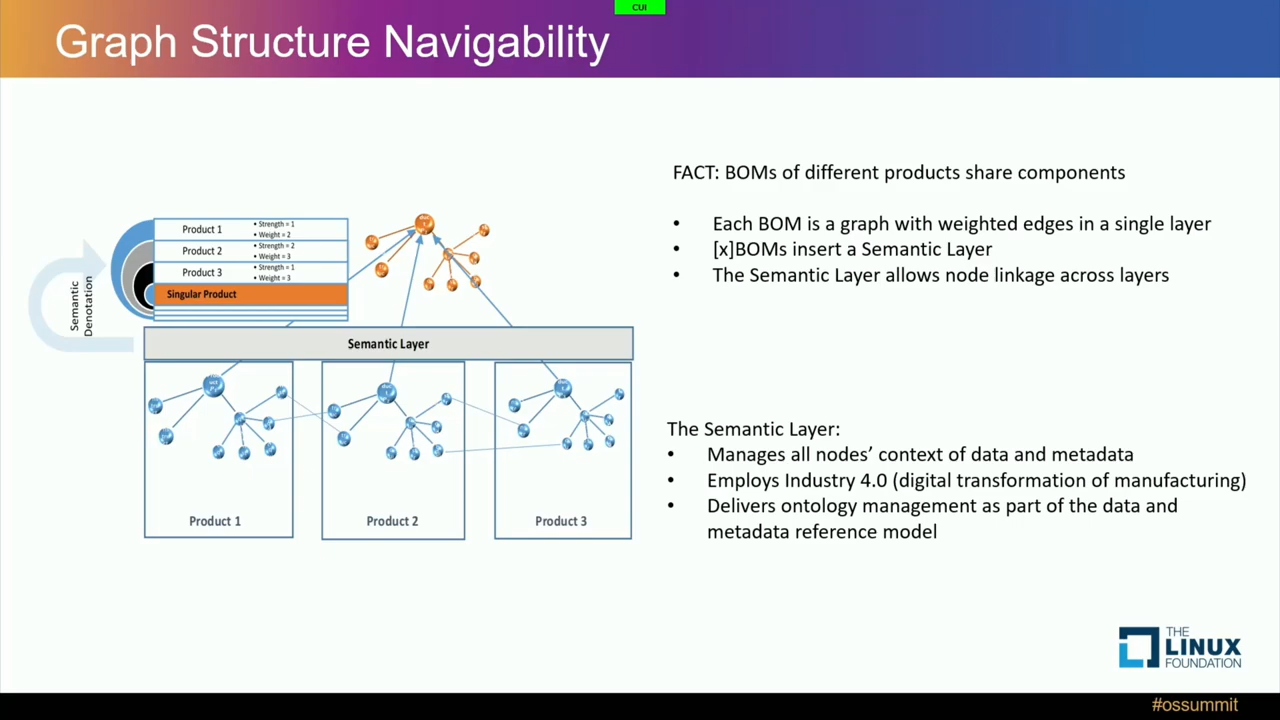 CUI
Graph Structure Navigability
FACT: BOMs of different products share components
• Each BOM is a graph with weighted edges in a single layer
• [x]BOMs insert a Semantic Layer
• The Semantic Layer allows node linkage across layers
Semantic
Denotation
Product 1
• Strength = 1
• Weight = 2
Product 2
• Strength = 2
• Weight = 3
Product 3
• Strength = 1
• Weight = 3
Singular Product
Semantic Layer
Product 1
Product 2
Product 3
The Semantic Layer:
• Manages all nodes’ context of data and metadata
• Employs Industry 4.0 (digital transformation of manufacturing)
• Delivers ontology management as part of the data and
metadata reference model
THE
LINUX
FOUNDATION
#ossummit